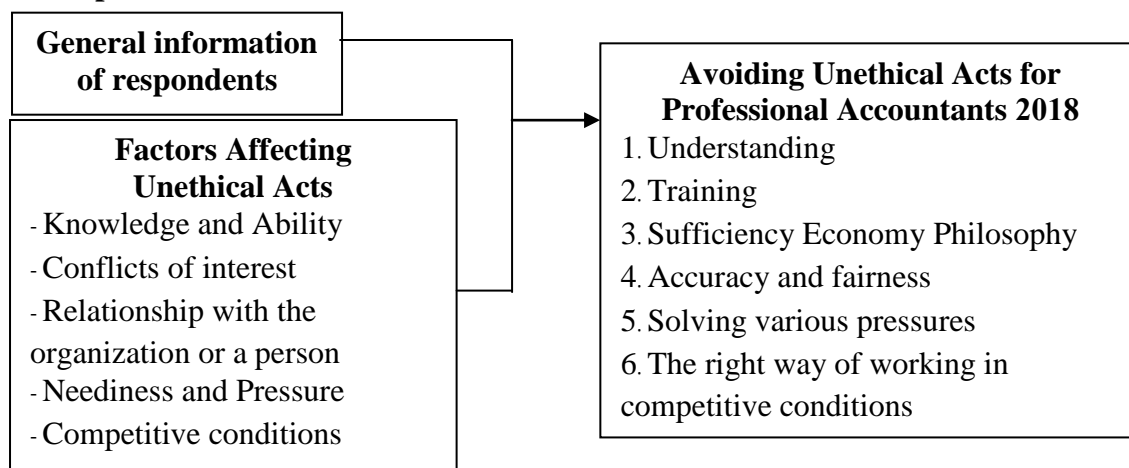 General information
of respondents
Factors Affecting
Unethical Acts
- Knowledge and Ability
- Conflicts of interest
- Relationship with the
organization or a person
- Neediness and Pressure
- Competitive conditions
Avoiding Unethical Acts for
Professional Accountants 2018
1. Understanding
2. Training
3. Sufficiency Economy Philosophy
4. Accuracy and fairness
5. Solving various pressures
6. The right way of working in
competitive conditions